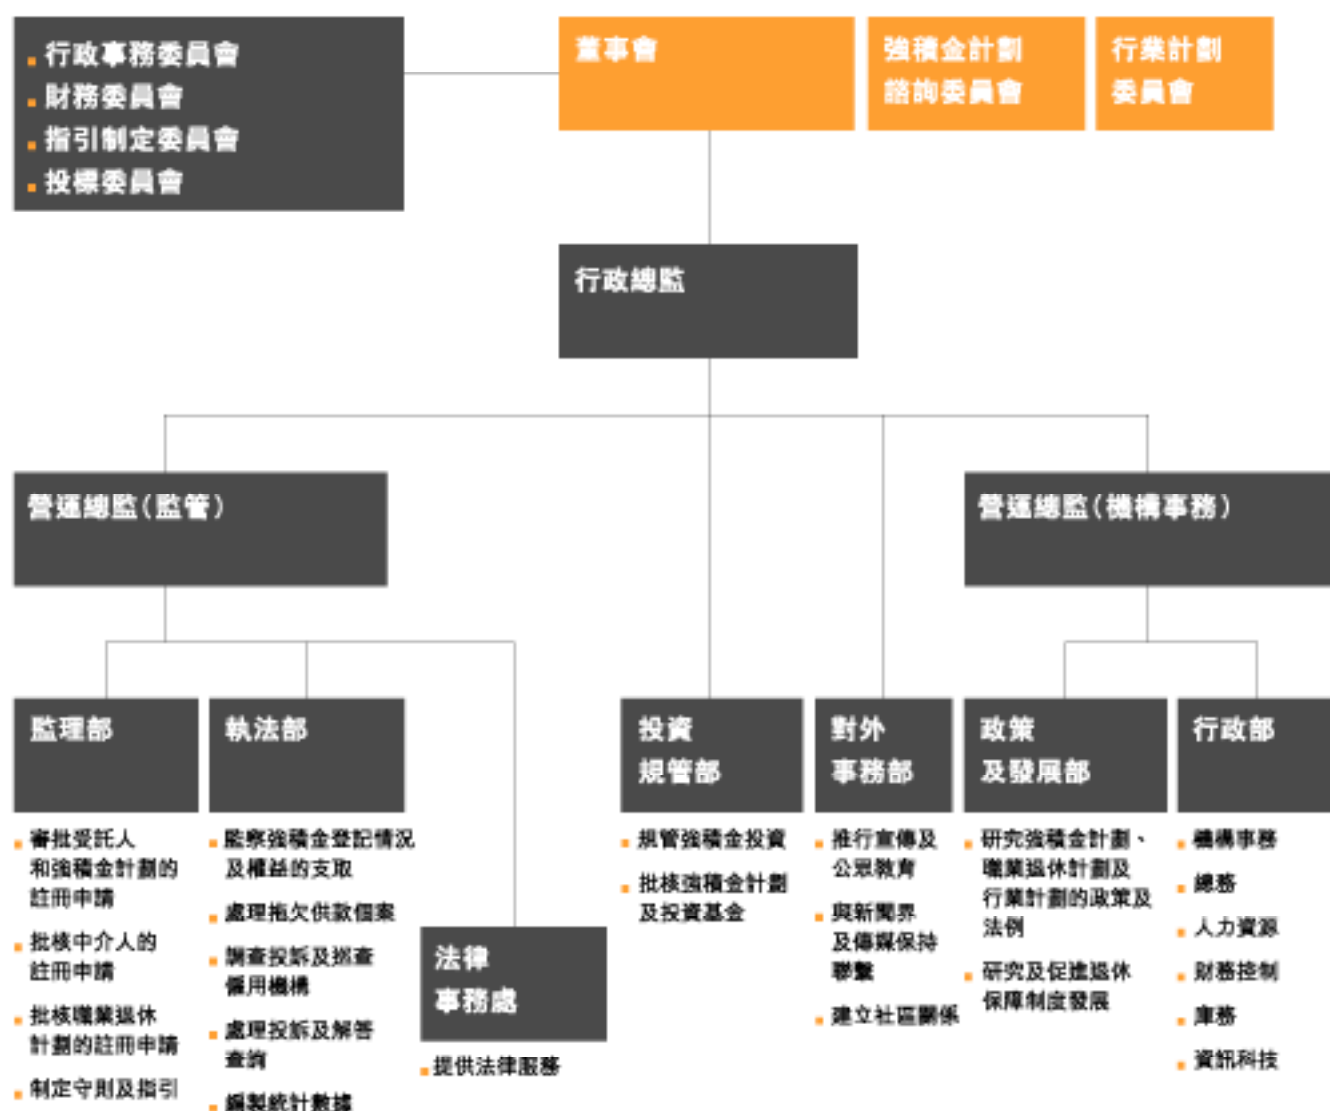 行政事務委員會
財務委員會
指引制定委員會
投標委員會
董事會
強積金計劃
諮詢委員會
行業計劃
委員會
行政總監
營運總監(監管)
營運總監(機構事務)
監理部
審批受託人
和強積金計劃的
註冊申請
批核中介人的
註冊申請
批核職業退休
計劃的註冊申請
制定守則及指引
執法部
監察強積金登記情況
及權益的支取
處理拖欠供款個案
調查投訴及巡查
僱用機構
處理投訴及解答
查詢
編製統計數據
法律
事務處
提供法律服務
投資
規管部
規管強積金投資
批核強積金計劃
及投資基金
對外
事務部
推行宣傳及
公眾教育
與新聞界
及傳媒保持
聯繫
建立社區關係
政策
及發展部
研究強積金計劃、
職業退休計劃及
行業計劃的政策及
法例
研究及促進退休
保障制度發展
行政部
機構事務
總務
人力資源
財務控制
庫務
資訊科技